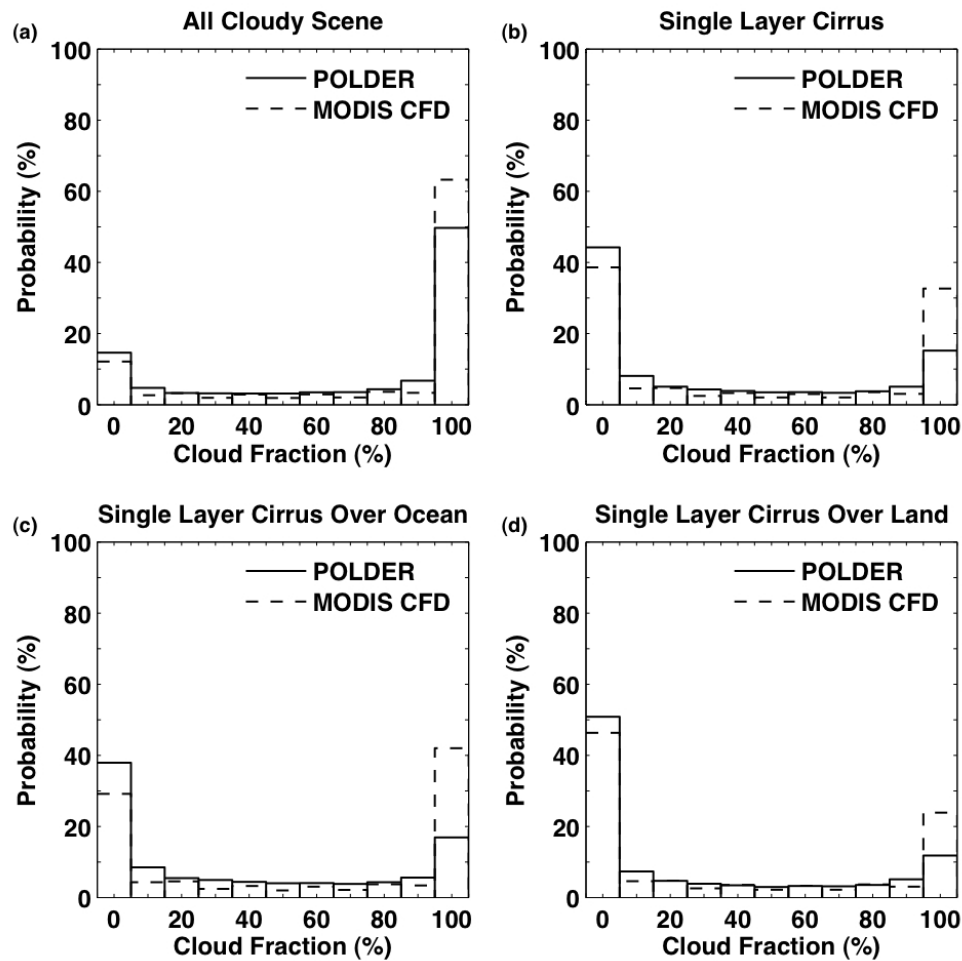 (a) All Cloudy Scene
100
80
60
40
20
0
Probability (%)
POLDER
MODIS CFD
0 20 40 60 80 100
Cloud Fraction (%)
(b) Single Layer Cirrus
100
80
60
40
20
0
Probability (%)
POLDER
MODIS CFD
0 20 40 60 80 100
Cloud Fraction (%)
(c) Single Layer Cirrus Over Ocean
100
80
60
40
20
0
Probability (%)
POLDER
MODIS CFD
0 20 40 60 80 100
Cloud Fraction (%)
(d) Single Layer Cirrus Over Land
100
80
60
40
20
0
Probability (%)
POLDER
MODIS CFD
0 20 40 60 80 100
Cloud Fraction (%)